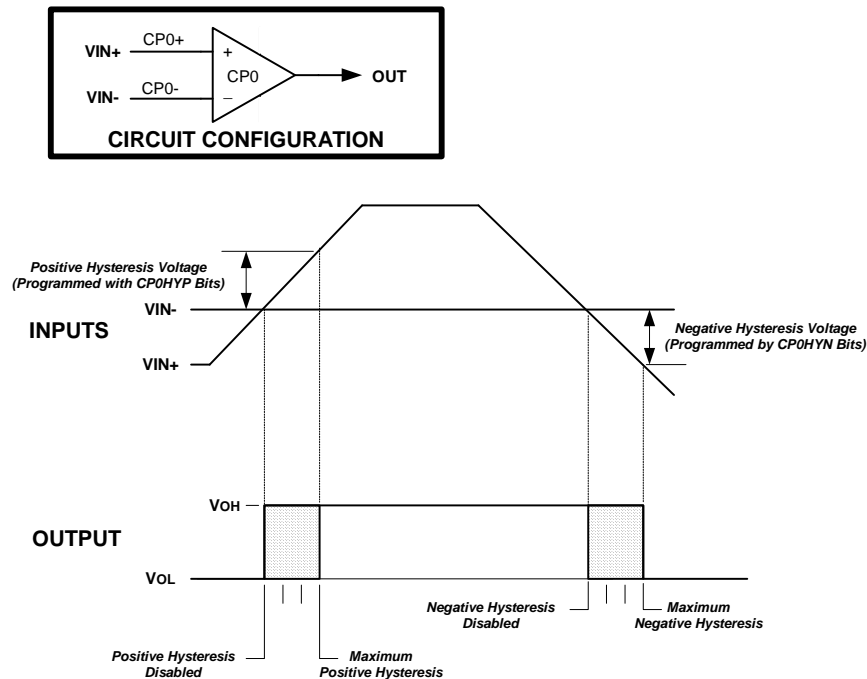 VIN+
CP0+
+
CP0
OUT
VIN-
CP0-
_
CIRCUIT CONFIGURATION
Positive Hysteresis Voltage
(Programmed with CP0HYP Bits)
VIN-
INPUTS
Negative Hysteresis Voltage
(Programmed by CP0HYN Bits)
VIN+
VOH
OUTPUT
VOL
Negative Hysteresis
Disabled
Maximum
Negative Hysteresis
Positive Hysteresis
Disabled
Maximum
Positive Hysteresis